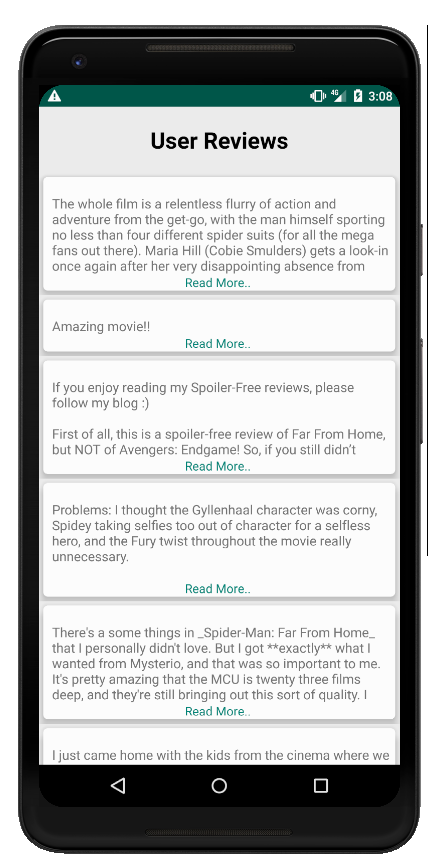 4G 3:08
User Reviews
The whole film is a relentless flurry of action and
adventure from the get-go, with the man himself sporting
no less than four different spider suits (for all the mega
fans out there). Maria Hill (Cobie Smulders) gets a look-in
once again after her very disappointing absence from
Read More..
Amazing movie!!
Read More..
If you enjoy reading my Spoiler-Free reviews, please
follow my blog :)
First of all, this is a spoiler-free review of Far From Home,
but NOT of Avengers: Endgame! So, if you still didn't
Read More..
Problems: I thought the Gyllenhaal character was corny,
Spidey taking selfies too out of character for a selfless
hero, and the Fury twist throughout the movie really
unnecessary.
Read More..
There's a some things in _Spider-Man: Far From Home_
that I personally didn't love. But I got **exactly** what I
wanted from Mysterio, and that was so important to me.
It's pretty amazing that the MCU is twenty three films
deep, and they're still bringing out this sort of quality. I
Read More..
I just came home with the kids from the cinema where we